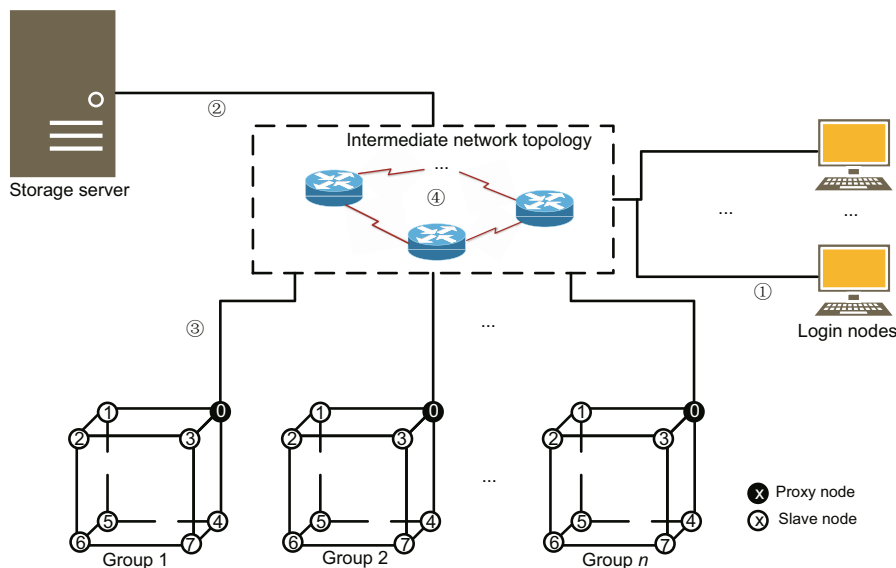 ②
Intermediate network topology
...
④
Storage server
...
...
①
Login nodes
③
...
1 0 1 0 1 0
2 3 2 3 2 3
...
x Proxy node
5 4 5 4 5 4
x Slave node
6 7 6 7 6 7
Group 1
Group 2
Group n